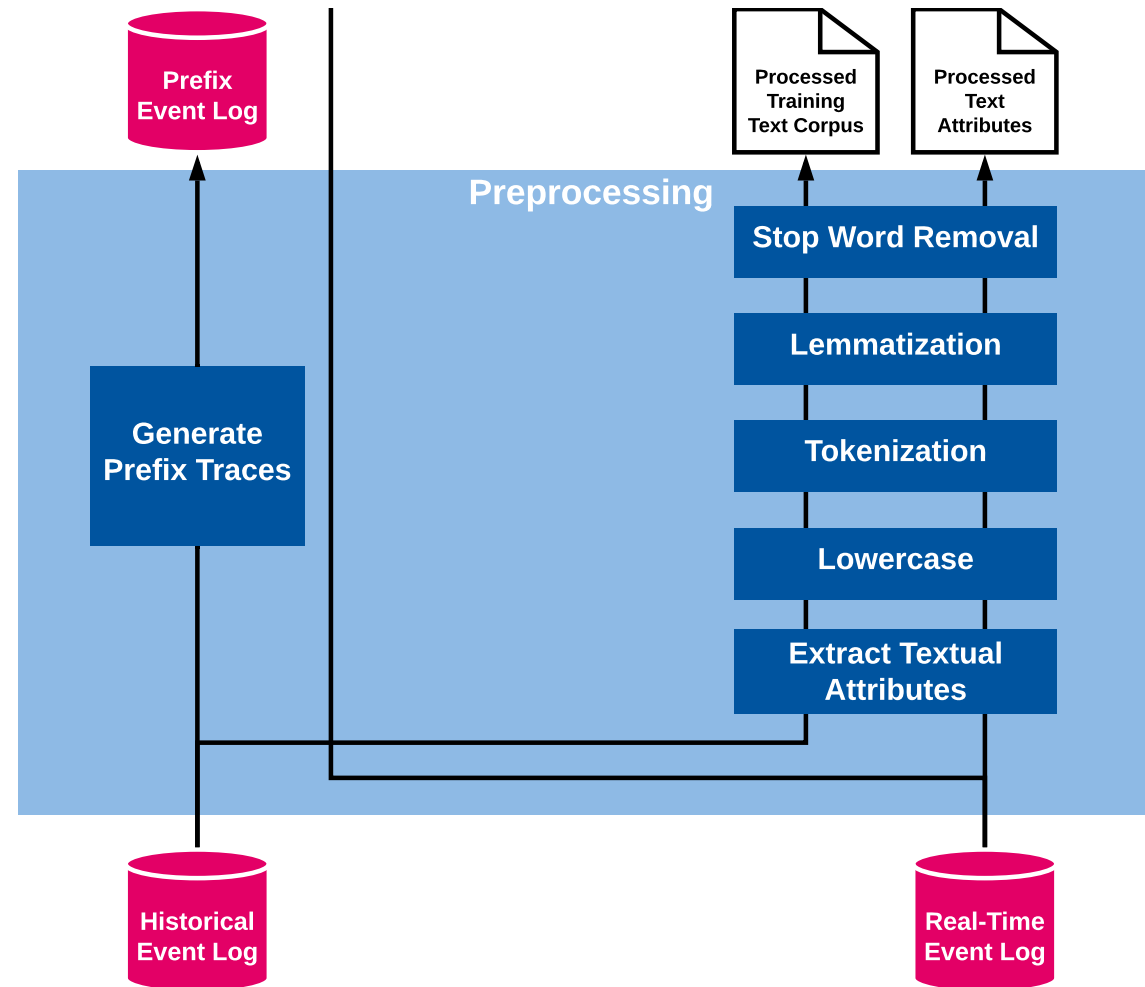 Prefix
Event Log
Processed
Training
Text Corpus
Processed
Text
Attributes
Preprocessing
Stop Word Removal
Lemmatization
Generate
Prefix Traces
Tokenization
Lowercase
Extract Textual
Attributes
Historical
Event Log
Real-Time
Event Log